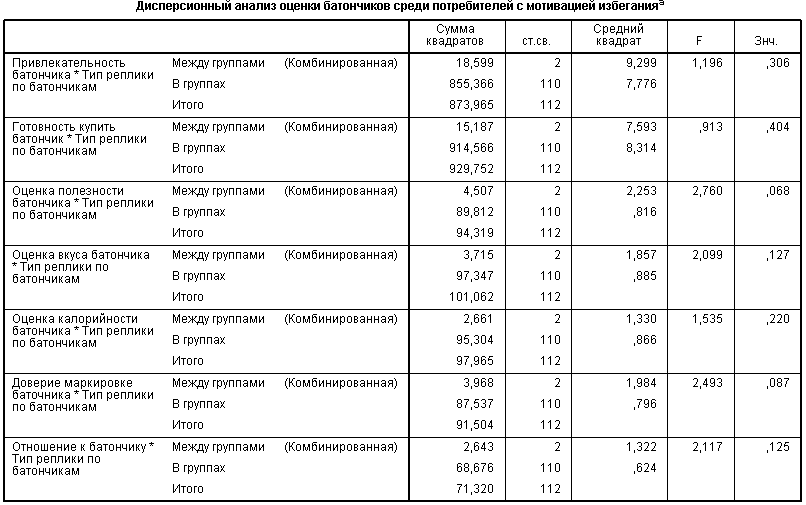 Дисперсионный анализ оценки батончиков среди потребителей с мотивацией избегания a
Сумма квадратов ст.св. Средний квадрат F Знч.
Привлекательность батончика * Тип реплики по батончикам Между группами (Комбинированная) 18,599 2 9,299 1,196 ,306
В группах 855,366 110 7,776
Итого 873,965 112
Готовность купить батончик * Тип реплики по батончикам Между группами (Комбинированная) 15,187 2 7,593 ,913 ,404
В группах 914,566 110 8,314
Итого 929,752 112
Оценка полезности батончика * Тип реплики по батончикам Между группами (Комбинированная) 4,507 2 2,253 2,760 ,068
В группах 89,812 110 ,816
Итого 94,319 112
Оценка вкуса батончика * Тип реплики по батончикам Между группами (Комбинированная) 3,715 2 1,857 2,099 ,127
В группах 97,347 110 ,885
Итого 101,062 112
Оценка калорийности батончика * Тип реплики по батончикам Между группами (Комбинированная) 2,661 2 1,330 1,535 ,220
В группах 95,304 110 ,866
Итого 97,965 112
Доверие маркировке баточника * Тип реплики по батончикам Между группами (Комбинированная) 3,968 2 1,984 2,493 ,087
В группах 87,537 110 ,796
Итого 91,504 112
Отношение к батончику * Тип реплики по батончикам Между группами (Комбинированная) 2,643 2 1,322 2,117 ,125
В группах 68,676 110 ,624
Итого 71,320 112